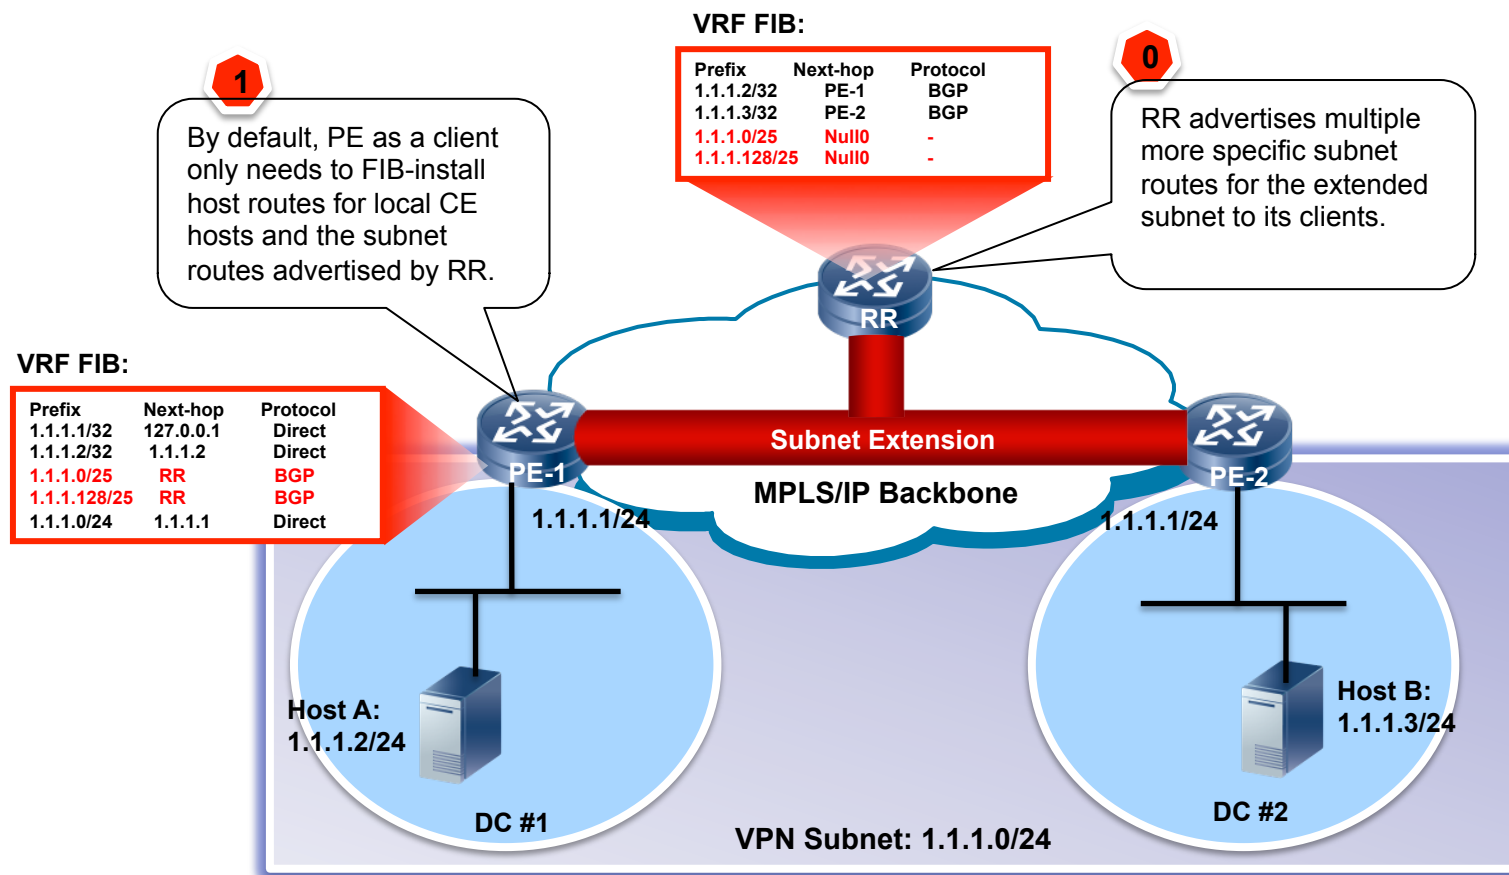 VRF FIB:
Prefix Next-hop Protocol
1.1.1.2/32 PE-1 BGP
1.1.1.3/32 PE-2 BGP
1.1.1.0/25 Null0 -
1.1.1.128/25 Null0 -
1
By default, PE as a client
only needs to FIB-install
host routes for local CE
hosts and the subnet
routes advertised by RR.
0
RR advertises multiple
more specific subnet
routes for the extended
subnet to its clients.
RR
VRF FIB:
Prefix Next-hop Protocol
1.1.1.1/32 127.0.0.1 Direct
1.1.1.2/32 1.1.1.2 Direct
1.1.1.0/25 RR BGP
1.1.1.128/25 RR BGP
1.1.1.0/24 1.1.1.1 Direct
Subnet Extension
PE-1
PE-2
MPLS/IP Backbone
1.1.1.1/24
1.1.1.1/24
Host A:
1.1.1.2/24
Host B:
1.1.1.3/24
DC #1
DC #2
VPN Subnet: 1.1.1.0/24